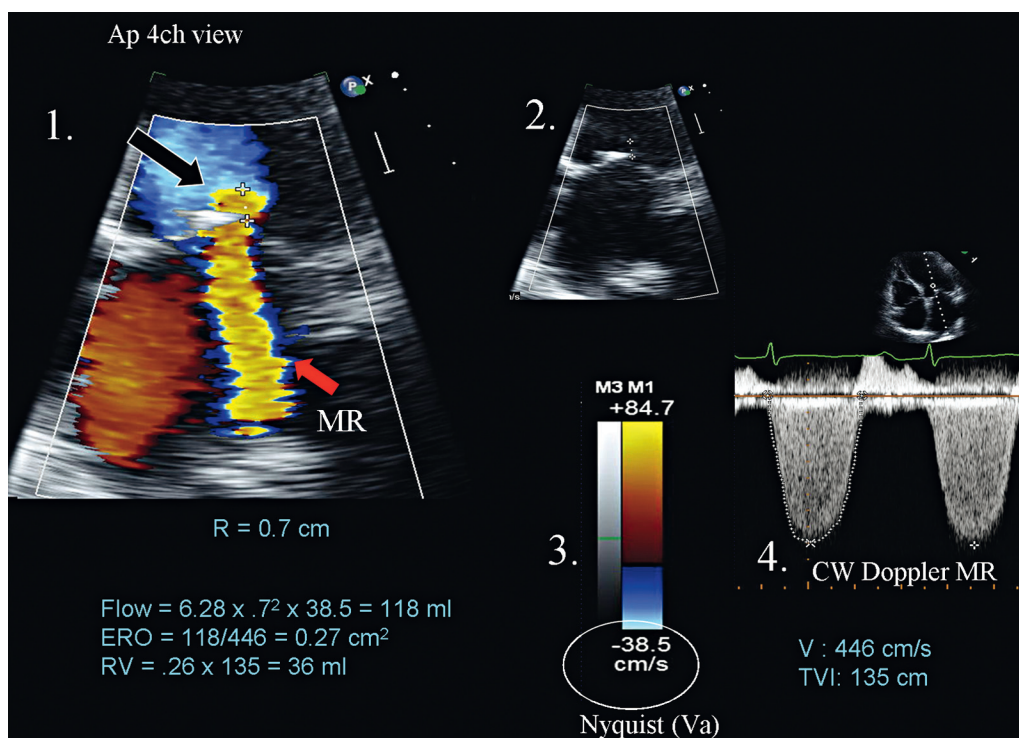 Ap 4ch view
1.
P
X
2.
P
X
MR
R = 0.7 cm
Flow = 6.28 x .7² x 38.5 = 118 ml
ERO = 118/446 = 0.27 cm²
RV = .26 x 135 = 36 ml
M3 M1
+84.7
3.
-38.5
cm/s
Nyquist (Va)
4.
CW Doppler MR
V : 446 cm/s
TVI: 135 cm